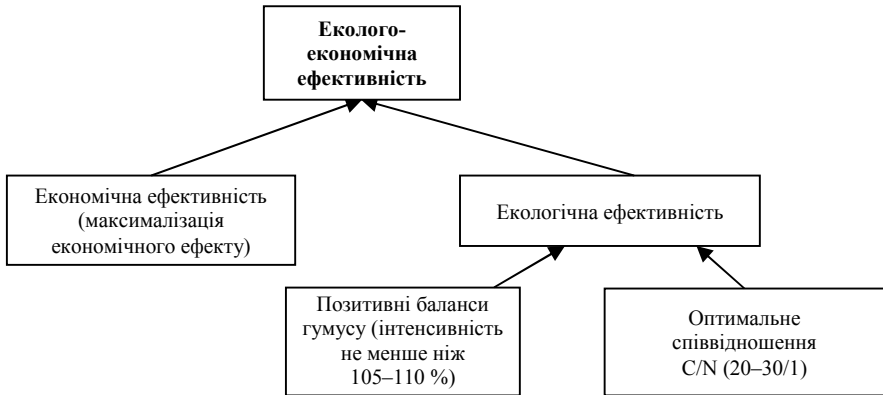 Еколого-
економічна
ефективність
Економічна ефективність
(максималізація
економічного ефекту)
Екологічна ефективність
Позитивні баланси
гумусу (інтенсивність
не менше ніж
105–110 %)
Оптимальне
співвідношення
C/N (20–30/1)